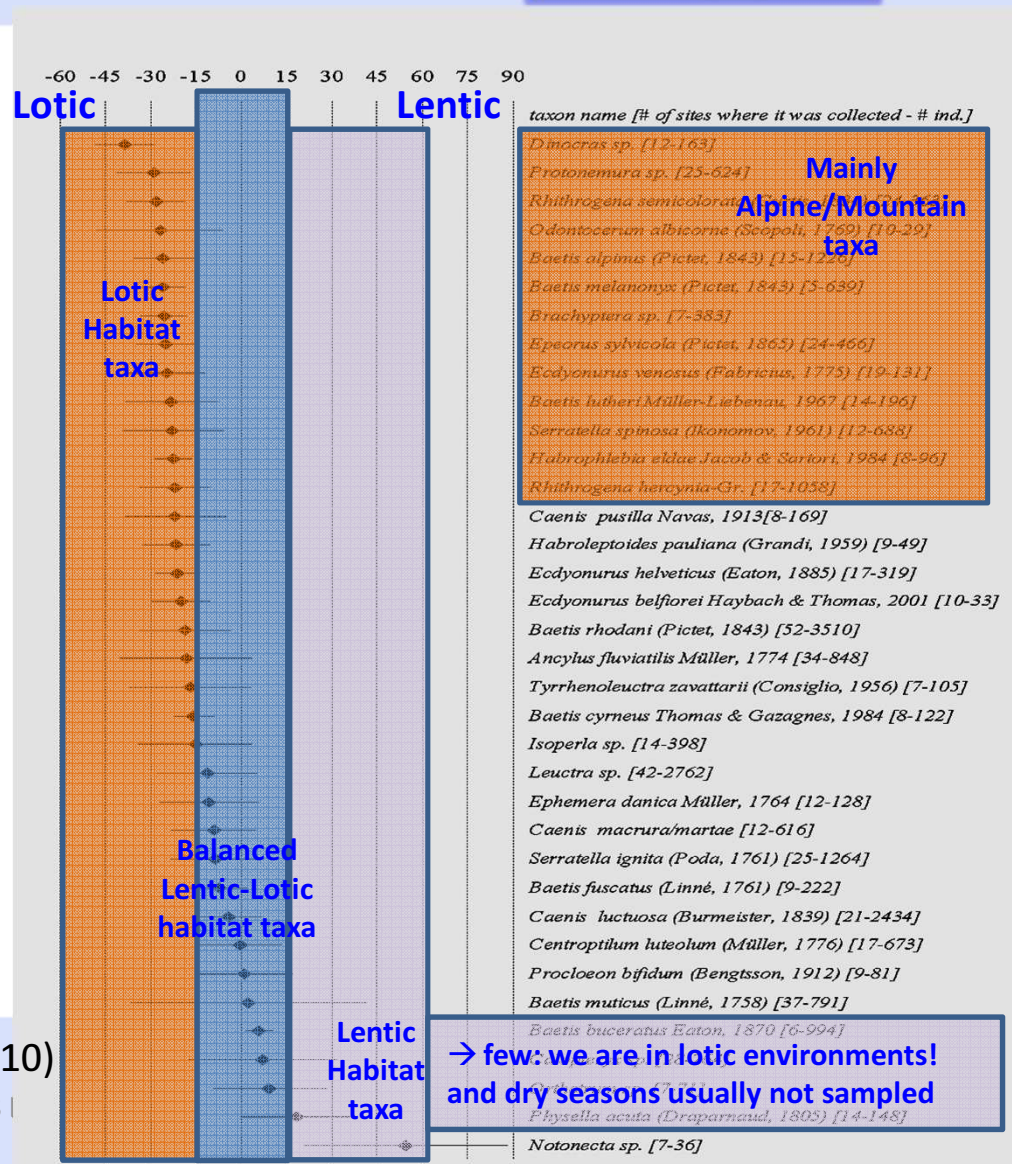 -60 -45 -30 -15 0 15 30 45 60 75 90
Lotic
Lentic
taxon name [# of sites where it was collected - # ind.]
Dinocras sp. [12-163]
Protonemura sp. [25-624]
Rhithrogena semicolorata
Odontocerum albicorne (Scopoli, 1769) [10-29]
Baetis alpinus (Pictet, 1843) [15-1226]
Baetis melanonyx (Pictet, 1843) [5-639]
Brachyptera sp. [7-383]
Epeorus sylvicola (Pictet, 1865) [24-466]
Ecdyonurus venosus (Fabricius, 1775) [19-131]
Baetis lutheri Müller-Liebenau, 1967 [14-196]
Serratella spinosa (Ikonomov, 1961) [12-688]
Habrophlebia eldae Jacob & Sartori, 1984 [8-96]
Rhithrogena hercynia-Gr. [17-1058]
Mainly
Alpine/Mountain
taxa
Caenis pusilla Navas, 1913[8-169]
Habroleptoides pauliana (Grandi, 1959) [9-49]
Ecdyonurus helveticus (Eaton, 1885) [17-319]
Ecdyonurus belfiorei Haybach & Thomas, 2001 [10-33]
Baetis rhodani (Pictet, 1843) [52-3510]
Ancylus fluviatilis Müller, 1774 [34-848]
Tyrrhenoleuctra zavattarii (Consiglio, 1956) [7-105]
Baetis cyrneus Thomas & Gazagnes, 1984 [8-122]
Isoperla sp. [14-398]
Leuctra sp. [42-2762]
Ephemera danica Müller, 1764 [12-128]
Caenis macrura/martae [12-616]
Serratella ignita (Poda, 1761) [25-1264]
Baetis fuscatus (Linné, 1761) [9-222]
Caenis luctuosa (Burmeister, 1839) [21-2434]
Centroptilum luteolum (Müller, 1776) [17-673]
Procloeon bifidum (Bengtsson, 1912) [9-81]
Baetis muticus (Linné, 1758) [37-791]
Baetis buceratus Eaton, 1870 [6-994]
→ few: we are in lotic environments!
and dry seasons usually not sampled
Physella acuta (Draparnaud, 1805) [14-148]
Notonecta sp. [7-36]
Lotic
Habitat
taxa
Balanced
Lentic-Lotic
habitat taxa
Lentic
Habitat
taxa
10)